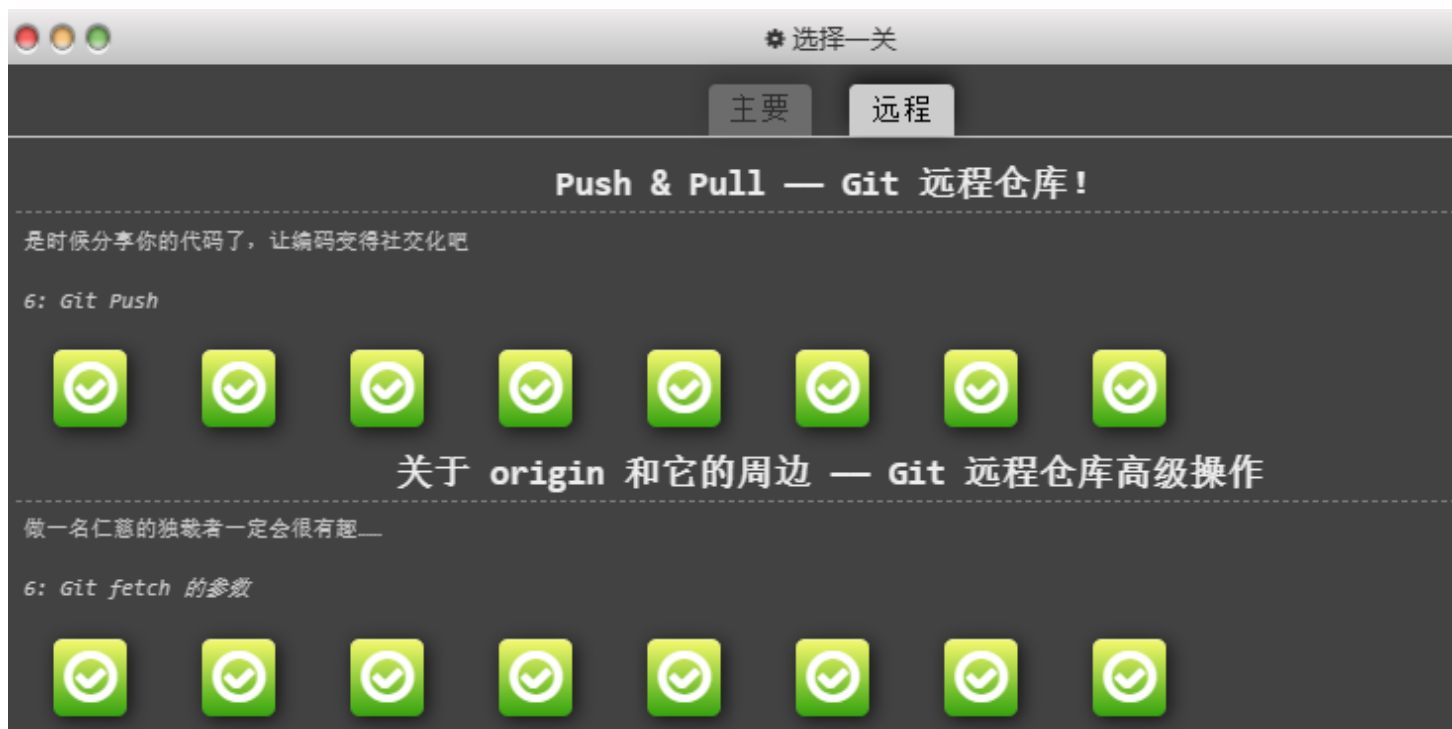 选择一关
主要
远程
Push & Pull —— Git 远程仓库!
是时候分享你的代码了，让编码变得社交化吧
6: Git Push
关于 origin 和它的周边 —— Git 远程仓库高级操作
做一名仁慈的独裁者一定会很有趣……
6: Git fetch 的参数